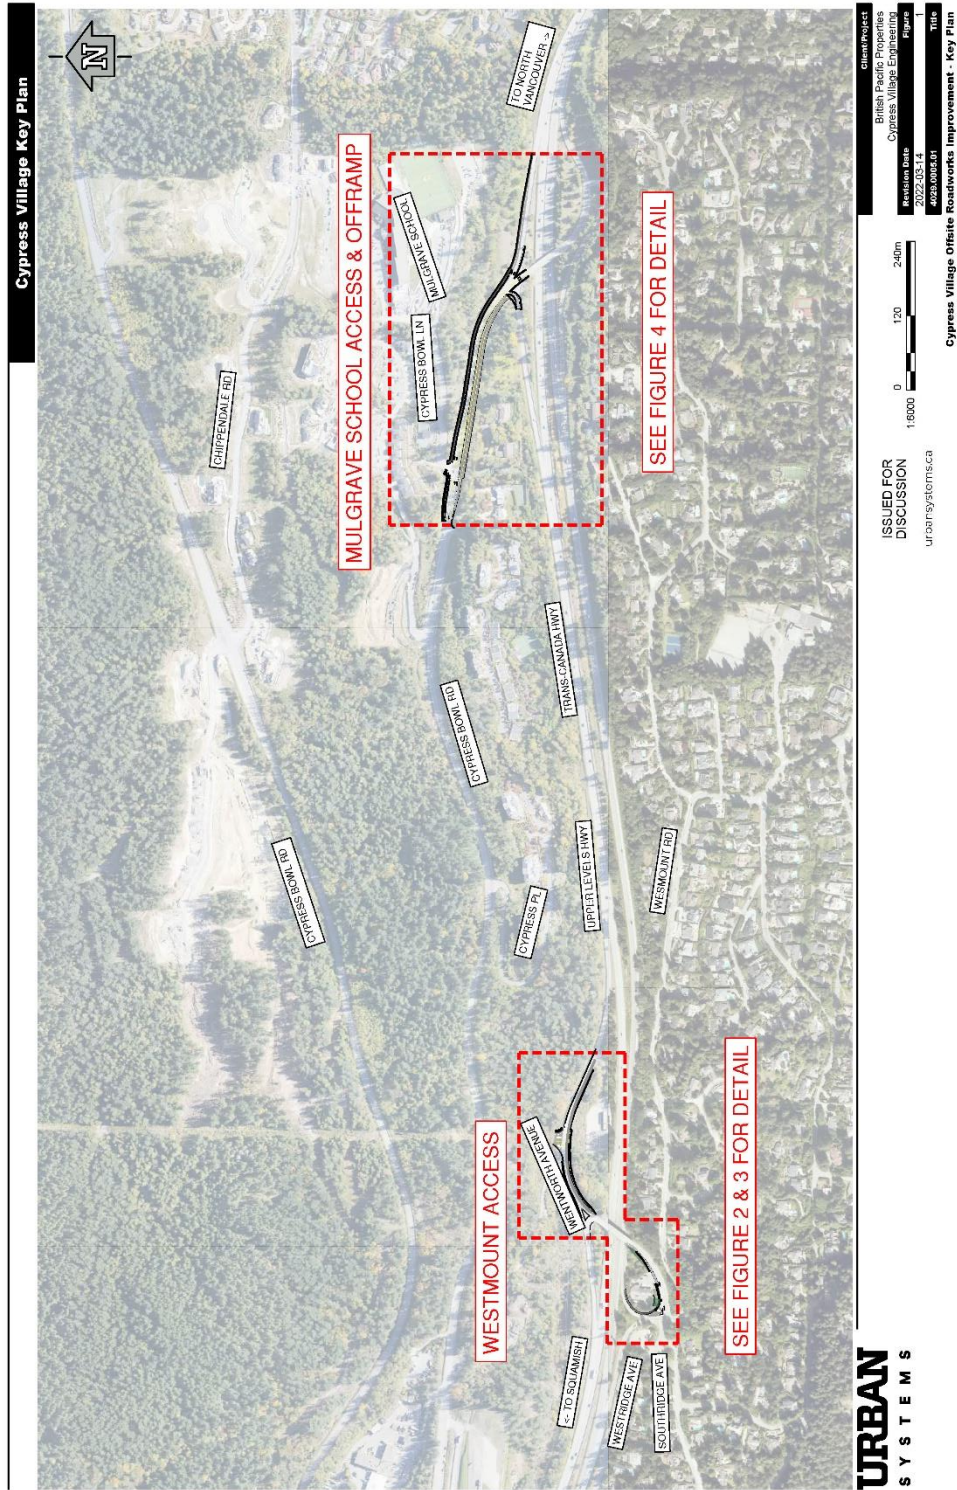 Cypress Village Key Plan
N
TO NORTH
VANCOUVER ->
MULGRAVE SCHOOL ACCESS & OFFRAMP
MULGRAVE SCHOOL
CYPRESS BOWL LN
CHIPPENDALE RD
SEE FIGURE 4 FOR DETAIL
CYPRESS BOWL RD
TRANS-CANADA HWY
CYPRESS BOWL RD
CYPRESS PL
UPPER LEVELS HWY
WESMOUNT RD
WESTMOUNT ACCESS
WENTWORTH AVENUE
SEE FIGURE 2 & 3 FOR DETAIL
<- TO SQUAMISH
WESTRIDGE AVE
SOUTHRIDGE AVE
URBAN
SYSTEMS
ISSUED FOR
DISCUSSION
urbansystems.ca
0 120 240m
1:6000
Client/Project
British Pacific Properties
Cypress Village Engineering
Revision Date Figure
2022-03-14 1
4029.0005.01 Title
Cypress Village Offsite Roadworks Improvement - Key Plan